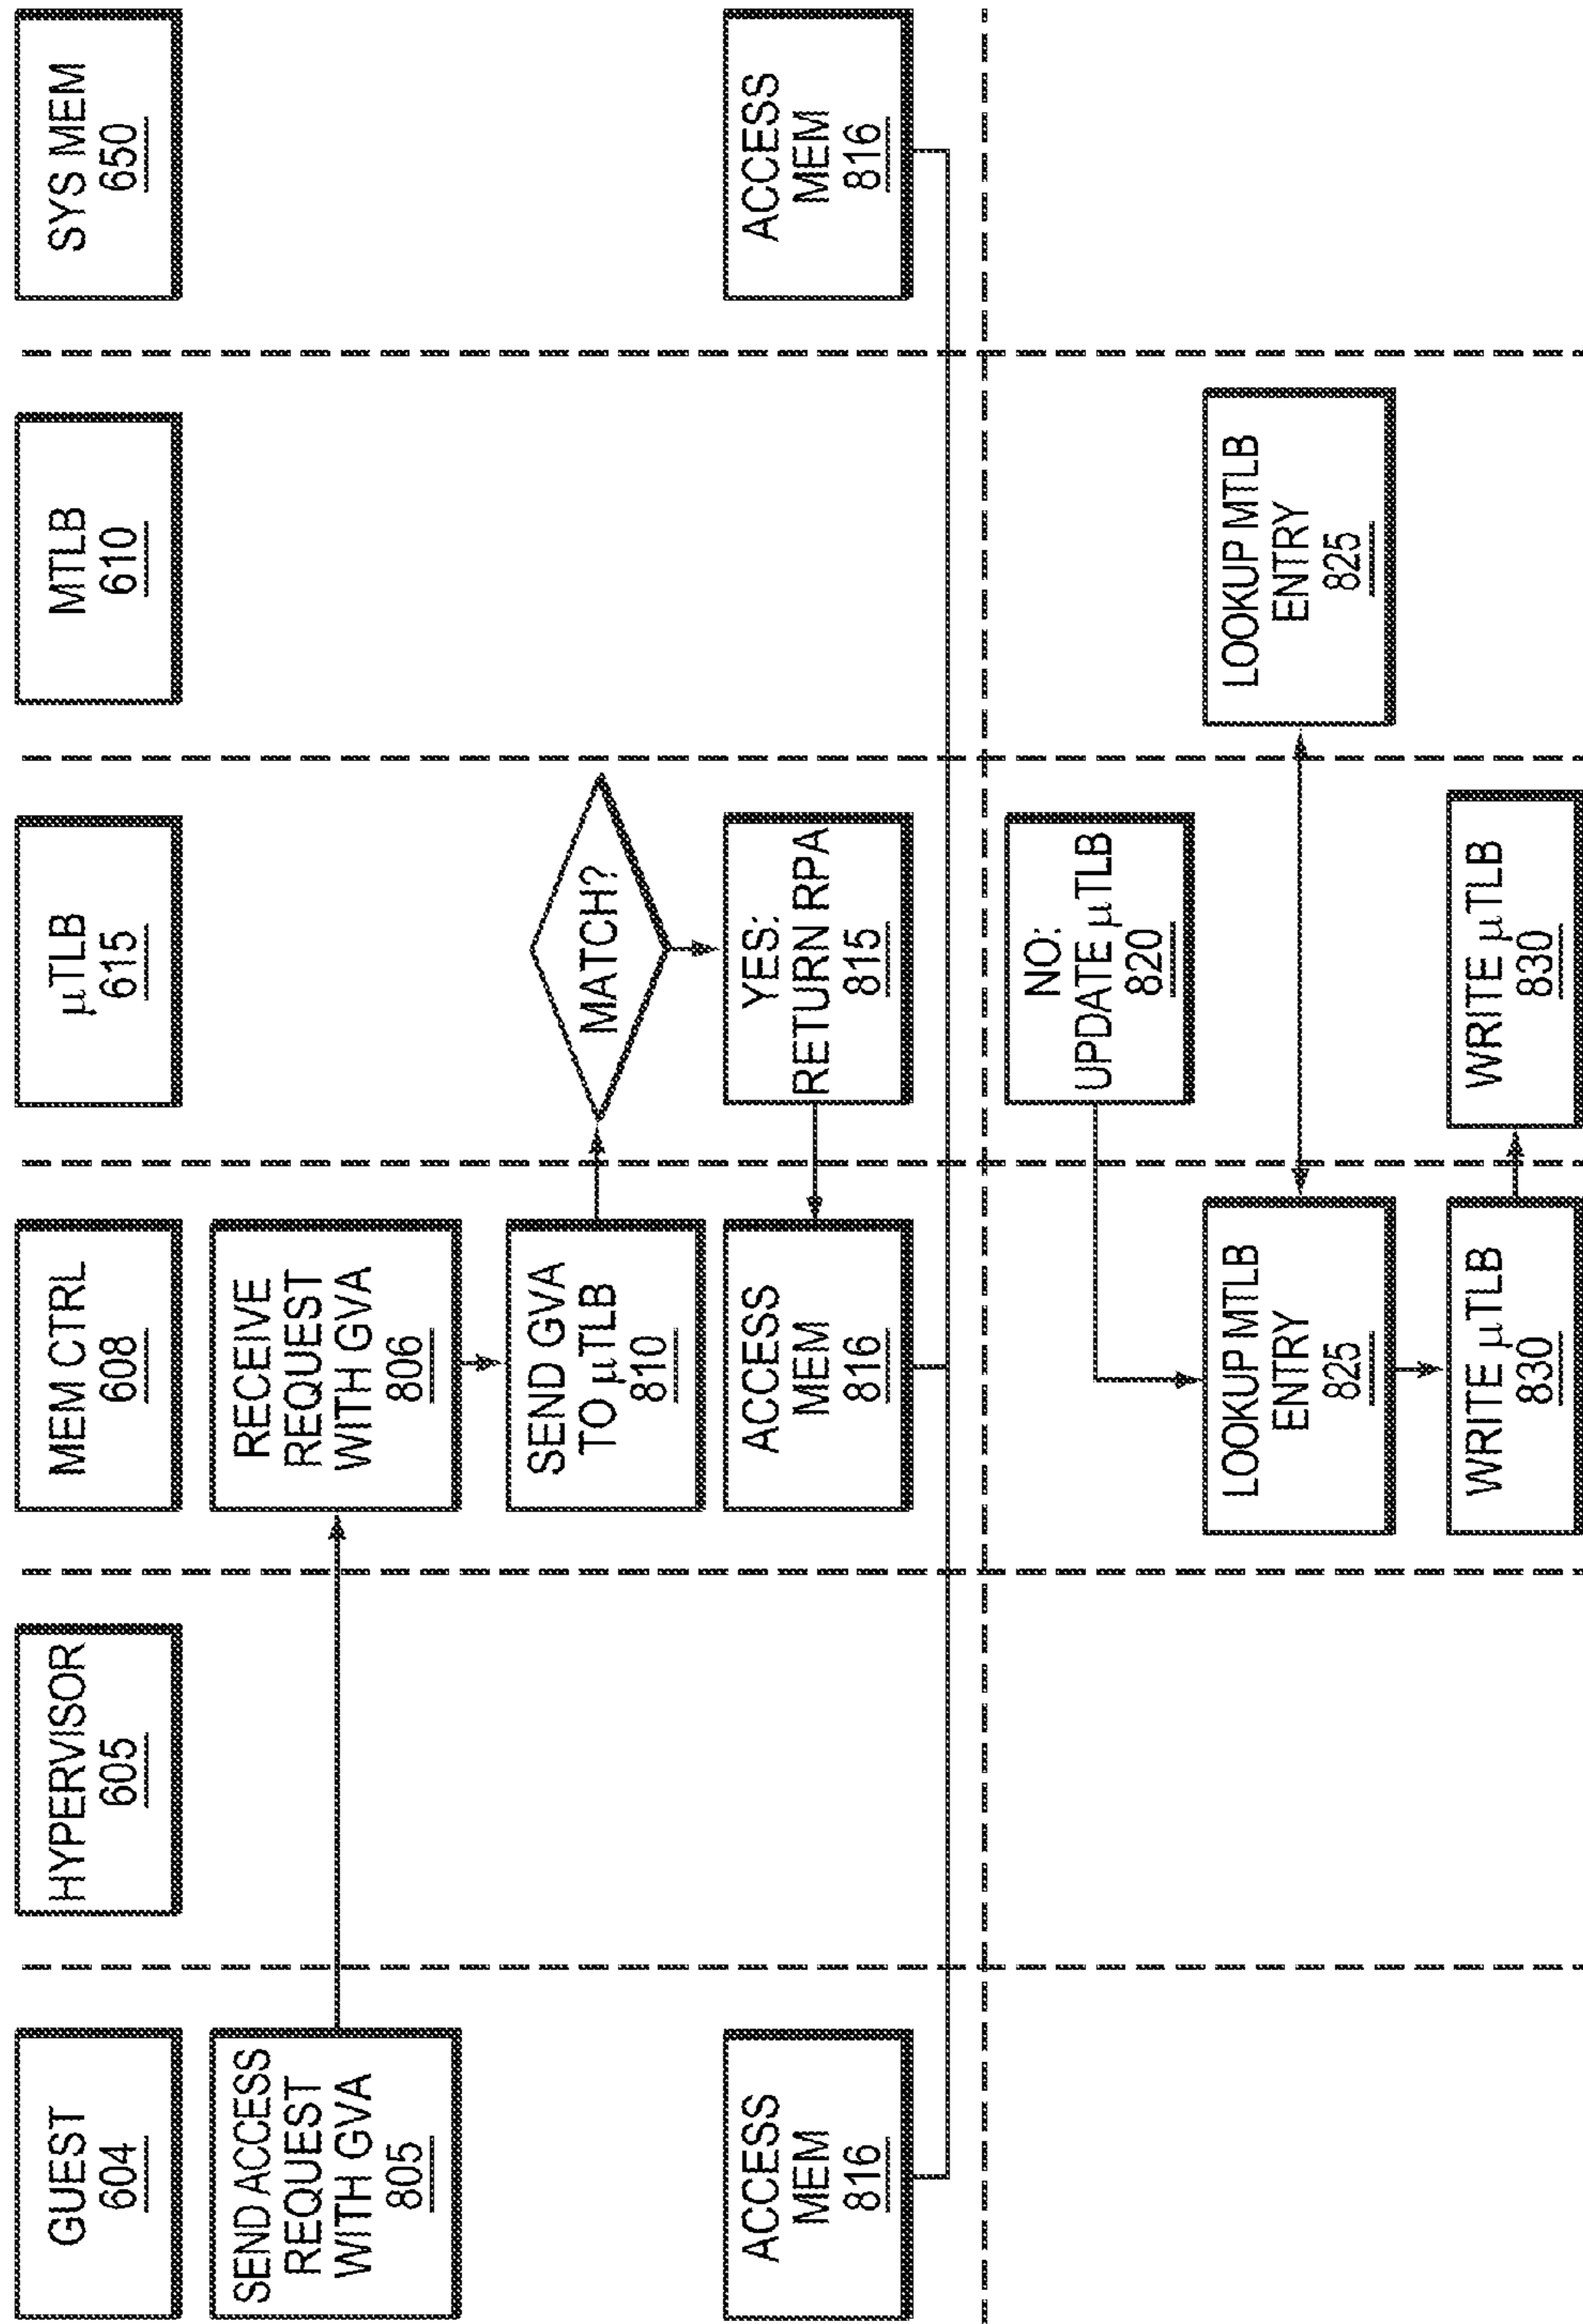 GUEST
604
HYPERVISOR
605
MEM CTRL
608
µTLB
615
MTLB
610
SYS MEM
650
SEND ACCESS
REQUEST
WITH GVA
805
RECEIVE
REQUEST
WITH GVA
806
SEND GVA
TO µTLB
810
MATCH?
ACCESS
MEM
816
ACCESS
MEM
816
YES:
RETURN RPA
815
ACCESS
MEM
816
NO:
UPDATE µTLB
820
LOOKUP MTLB
ENTRY
825
LOOKUP MTLB
ENTRY
825
WRITE µTLB
830
WRITE µTLB
830